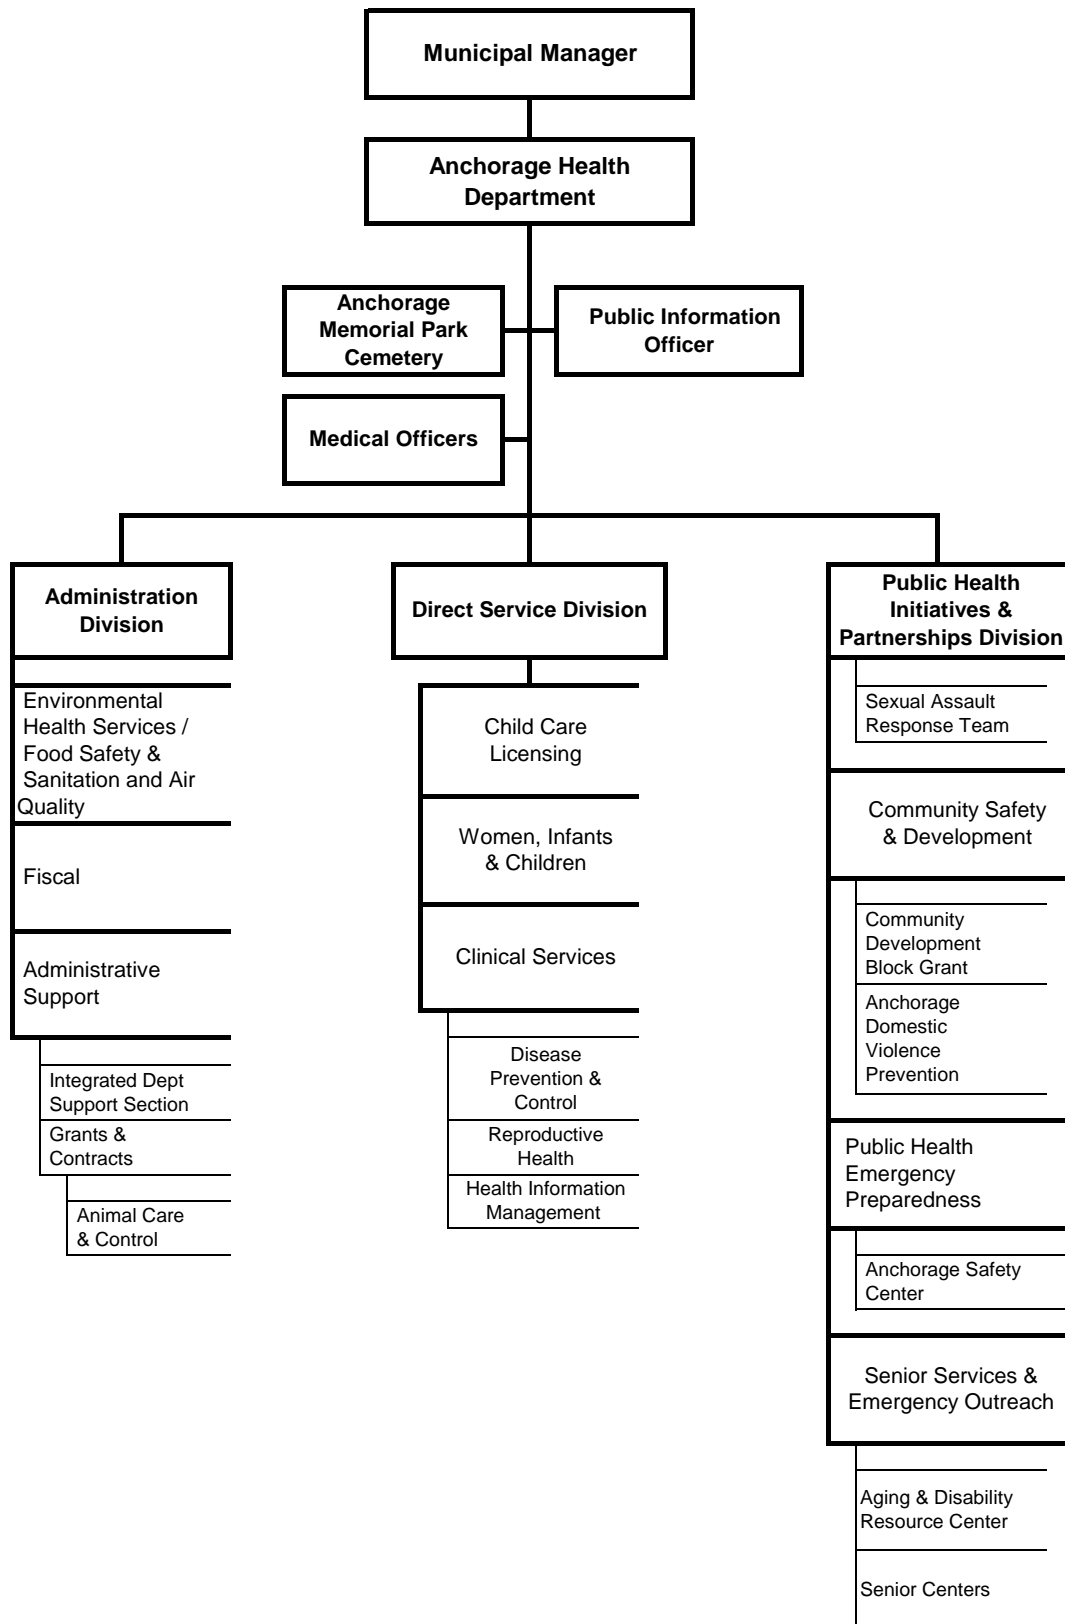 Municipal Manager
Anchorage Health
Department
Anchorage
Memorial Park
Cemetery
Public Information
Officer
Medical Officers
Administration
Division
Environmental
Health Services /
Food Safety &
Sanitation and Air
Quality
Fiscal
Administrative
Support
Integrated Dept
Support Section
Grants &
Contracts
Animal Care
& Control
Direct Service Division
Child Care
Licensing
Women, Infants
& Children
Clinical Services
Disease
Prevention &
Control
Reproductive
Health
Health Information
Management
Public Health
Initiatives &
Partnerships Division
Sexual Assault
Response Team
Community Safety
& Development
Community
Development
Block Grant
Anchorage
Domestic
Violence
Prevention
Public Health
Emergency
Preparedness
Anchorage Safety
Center
Senior Services &
Emergency Outreach
Aging & Disability
Resource Center
Senior Centers